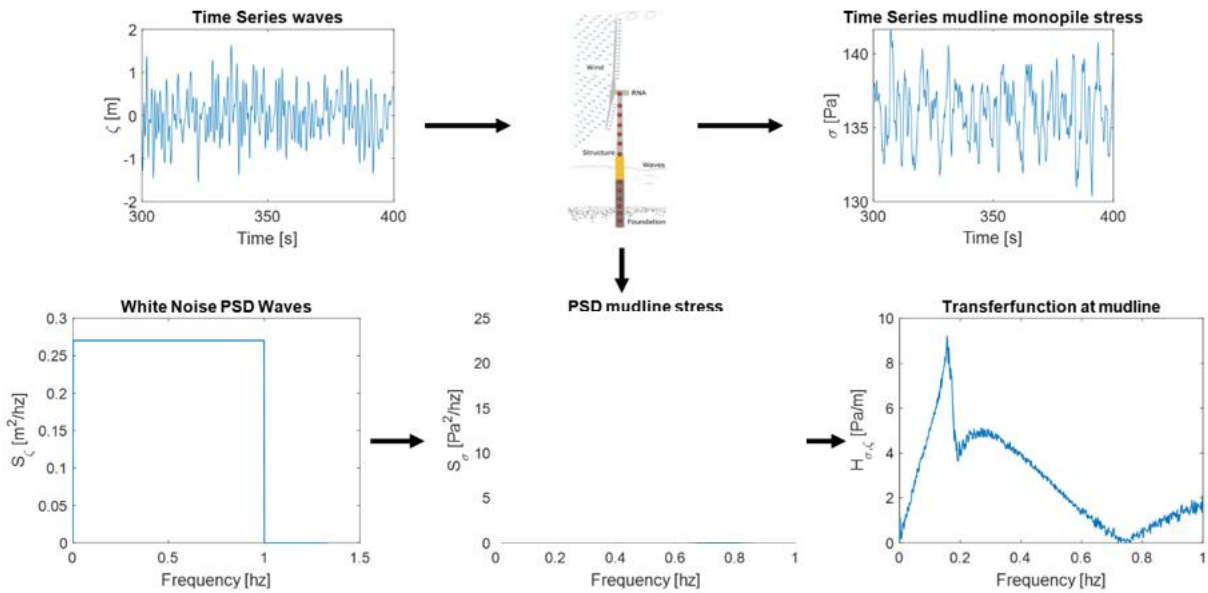 Time Series waves
2
1
0
-1
-2
ζ [m]
300
350
400
Time [s]
Wind
RNA
Structure
Waves
Foundation
Time Series mudline monopile stress
140
135
130
σ [Pa]
300
350
400
Time [s]
White Noise PSD Waves
0.3
0.25
0.2
0.15
0.1
0.05
0
S_ζ [m²/hz]
0
0.5
1
1.5
Frequency [hz]
PSD mudline stress
25
20
15
10
5
0
S_σ [Pa²/hz]
0.2
0.4
0.6
0.8
1
Frequency [hz]
Transferfunction at mudline
10
8
6
4
2
0
H_σ,ζ [Pa/m]
0
0.2
0.4
0.6
0.8
1
Frequency [hz]